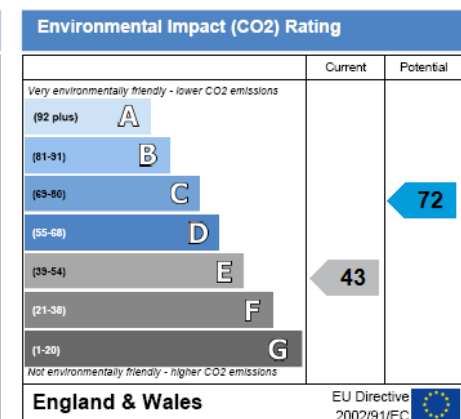 Environmental Impact (CO2) Rating
Current Potential
Very environmentally friendly - lower CO2 emissions
(92 plus) A
(81-91) B
(69-80) C
72
(55-68) D
(39-54) E
43
(21-38) F
(1-20) G
Not environmentally friendly - higher CO2 emissions
England & Wales
EU Directive
2002/91/EC